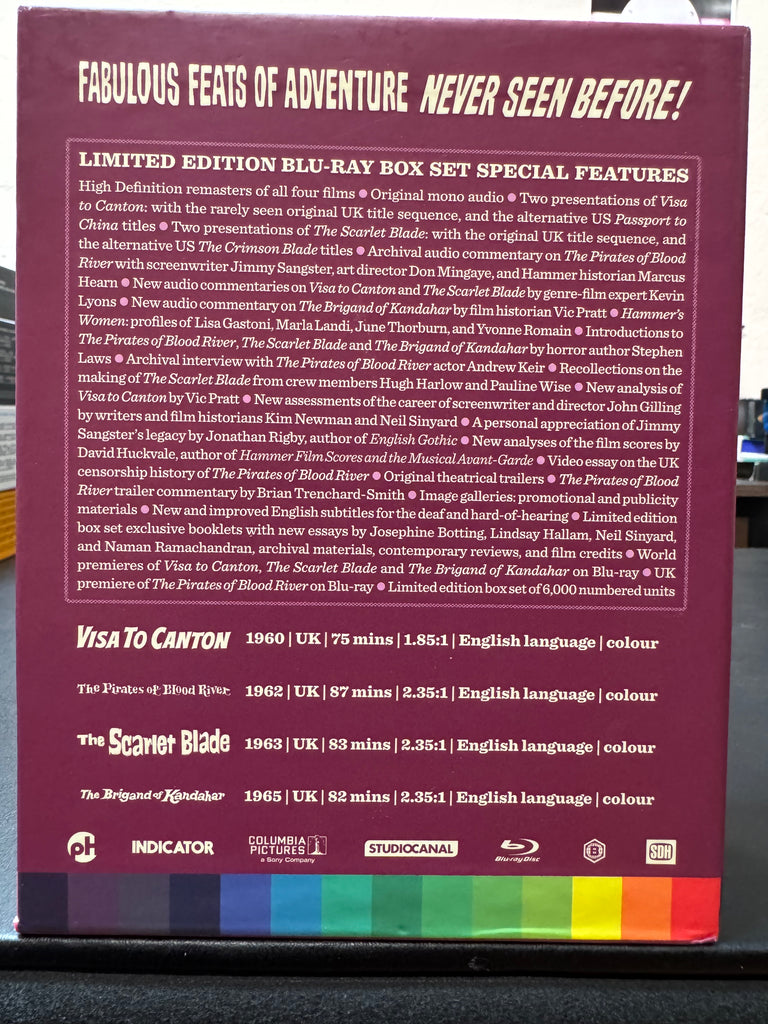 FABULOUS FEATS OF ADVENTURE NEVER SEEN BEFORE!
LIMITED EDITION BLU-RAY BOX SET SPECIAL FEATURES
High Definition remasters of all four films ● Original mono audio ● Two presentations of Visa
to Canton: with the rarely seen original UK title sequence, and the alternative US Passport to
China titles ● Two presentations of The Scarlet Blade: with the original UK title sequence, and
the alternative US The Crimson Blade titles ● Archival audio commentary on The Pirates of Blood
River with screenwriter Jimmy Sangster, art director Don Mingaye, and Hammer historian Marcus
Hearn ● New audio commentaries on Visa to Canton and The Scarlet Blade by genre-film expert Kevin
Lyons ● New audio commentary on The Brigand of Kandahar by film historian Vic Pratt ● Hammer's
Women: profiles of Lisa Gastoni, Marla Landi, June Thorburn, and Yvonne Romain ● Introductions to
The Pirates of Blood River, The Scarlet Blade and The Brigand of Kandahar by horror author Stephen
Laws ● Archival interview with The Pirates of Blood River actor Andrew Keir ● Recollections on the
making of The Scarlet Blade from crew members Hugh Harlow and Pauline Wise ● New analysis of
Visa to Canton by Vic Pratt ● New assessments of the career of screenwriter and director John Gilling
by writers and film historians Kim Newman and Neil Sinyard ● A personal appreciation of Jimmy
Sangster's legacy by Jonathan Rigby, author of English Gothic ● New analyses of the film scores by
David Huckvale, author of Hammer Film Scores and the Musical Avant-Garde ● Video essay on the UK
censorship history of The Pirates of Blood River ● Original theatrical trailers ● The Pirates of Blood
River trailer commentary by Brian Trenchard-Smith ● Image galleries: promotional and publicity
materials ● New and improved English subtitles for the deaf and hard-of-hearing ● Limited edition
box set exclusive booklets with new essays by Josephine Botting, Lindsay Hallam, Neil Sinyard,
and Naman Ramachandran, archival materials, contemporary reviews, and film credits ● World
premieres of Visa to Canton, The Scarlet Blade and The Brigand of Kandahar on Blu-ray ● UK
premiere of The Pirates of Blood River on Blu-ray ● Limited edition box set of 6,000 numbered units
VISA TO CANTON 1960 | UK | 75 mins | 1.85:1 | English language | colour
The Pirates of Blood River 1962 | UK | 87 mins | 2.35:1 | English language | colour
The Scarlet Blade 1963 | UK | 83 mins | 2.35:1 | English language | colour
The Brigand of Kandahar 1965 | UK | 82 mins | 2.35:1 | English language | colour
pH INDICATOR COLUMBIA PICTURES a Sony Company STUDIOCANAL Blu-ray Disc B SDH